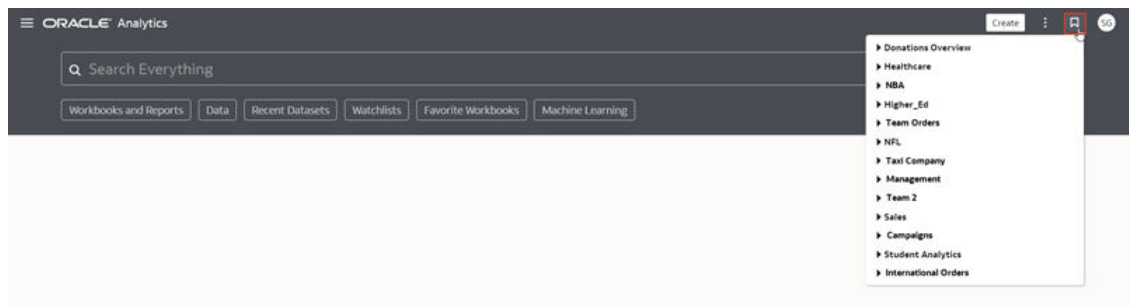 ORACLE Analytics Create SG
Search Everything
Workbooks and Reports Data Recent Datasets Watchlists Favorite Workbooks Machine Learning
Donations Overview
Healthcare
NBA
Higher_Ed
Team Orders
NFL
Taxi Company
Management
Team 2
Sales
Campaigns
Student Analytics
International Orders